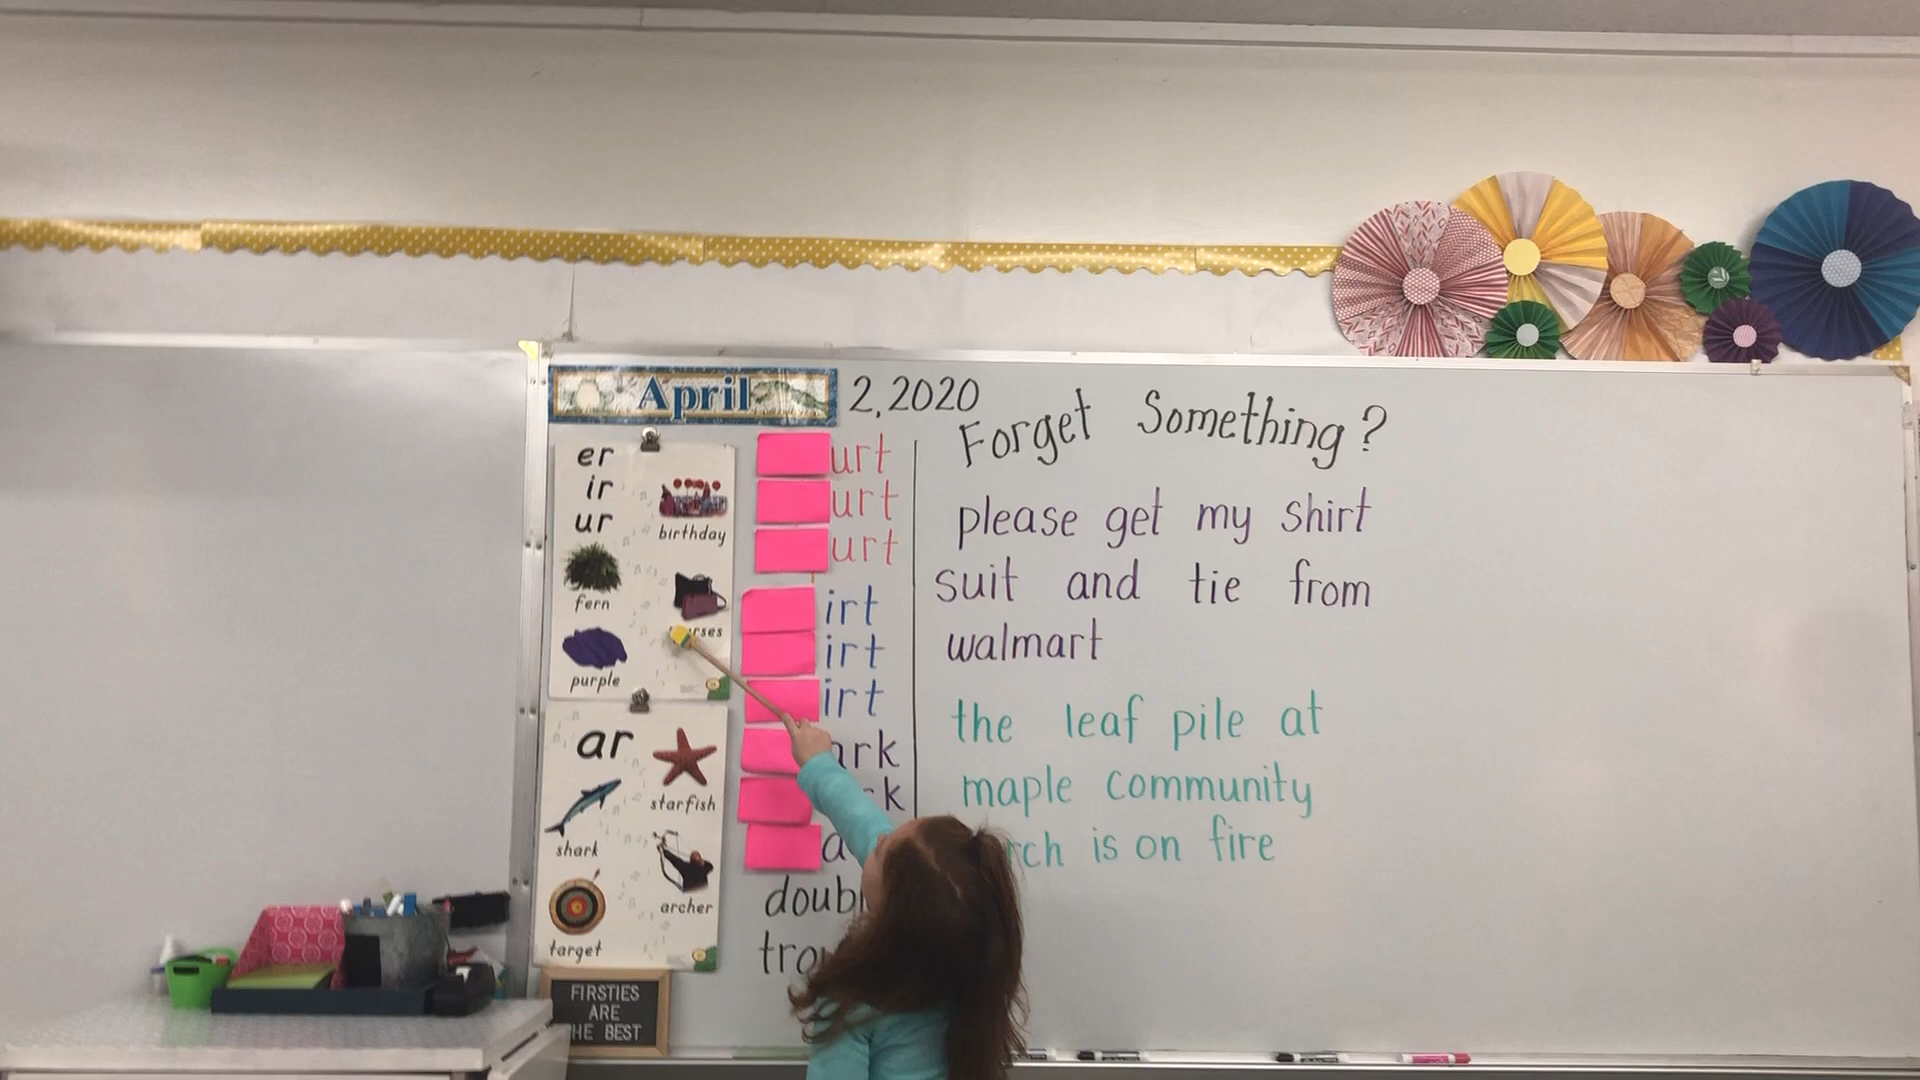 April 2,2020
er
ir
ur
birthday
fern
purple
ar
starfish
shark
archer
target
FIRSTIES
ARE
BEST
urt
urt
urt
irt
irt
irt
ark
Forget Something?
please get my shirt
suit and tie from
walmart
the leaf pile at
maple community
is on fire